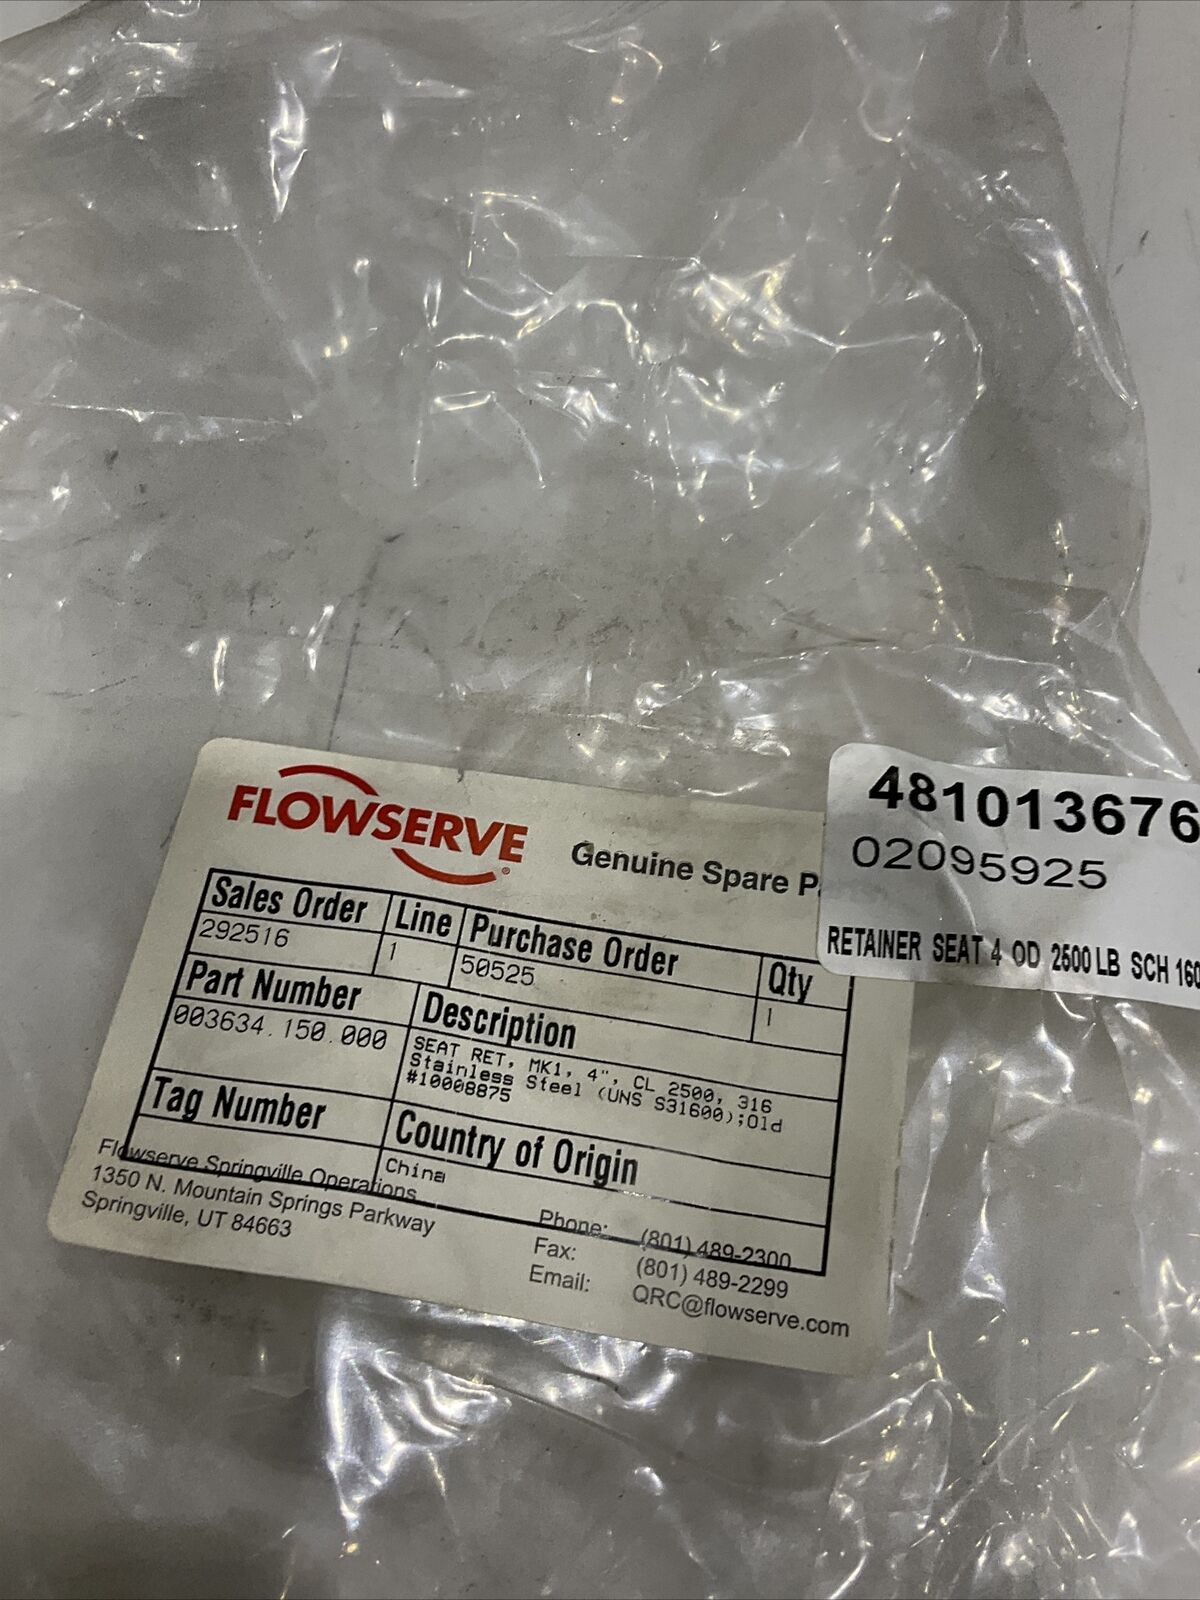 FLOWSERVE
Genuine Spare
481013676
02095925
RETAINER SEAT 4 OD 2500 LB SCH 160
Sales Order Line Purchase Order Qty
292516 1 50525 1
Part Number Description
003634.150.000 SEAT RET, MK1, 4", CL 2500, 316
Stainless Steel (UNS S31600);Old
#10008875
Tag Number Country of Origin
China
Flowserve Springville Operations
1350 N. Mountain Springs Parkway
Springville, UT 84663
Phone: (801) 489-2300
Fax: (801) 489-2299
Email: QRC@flowserve.com